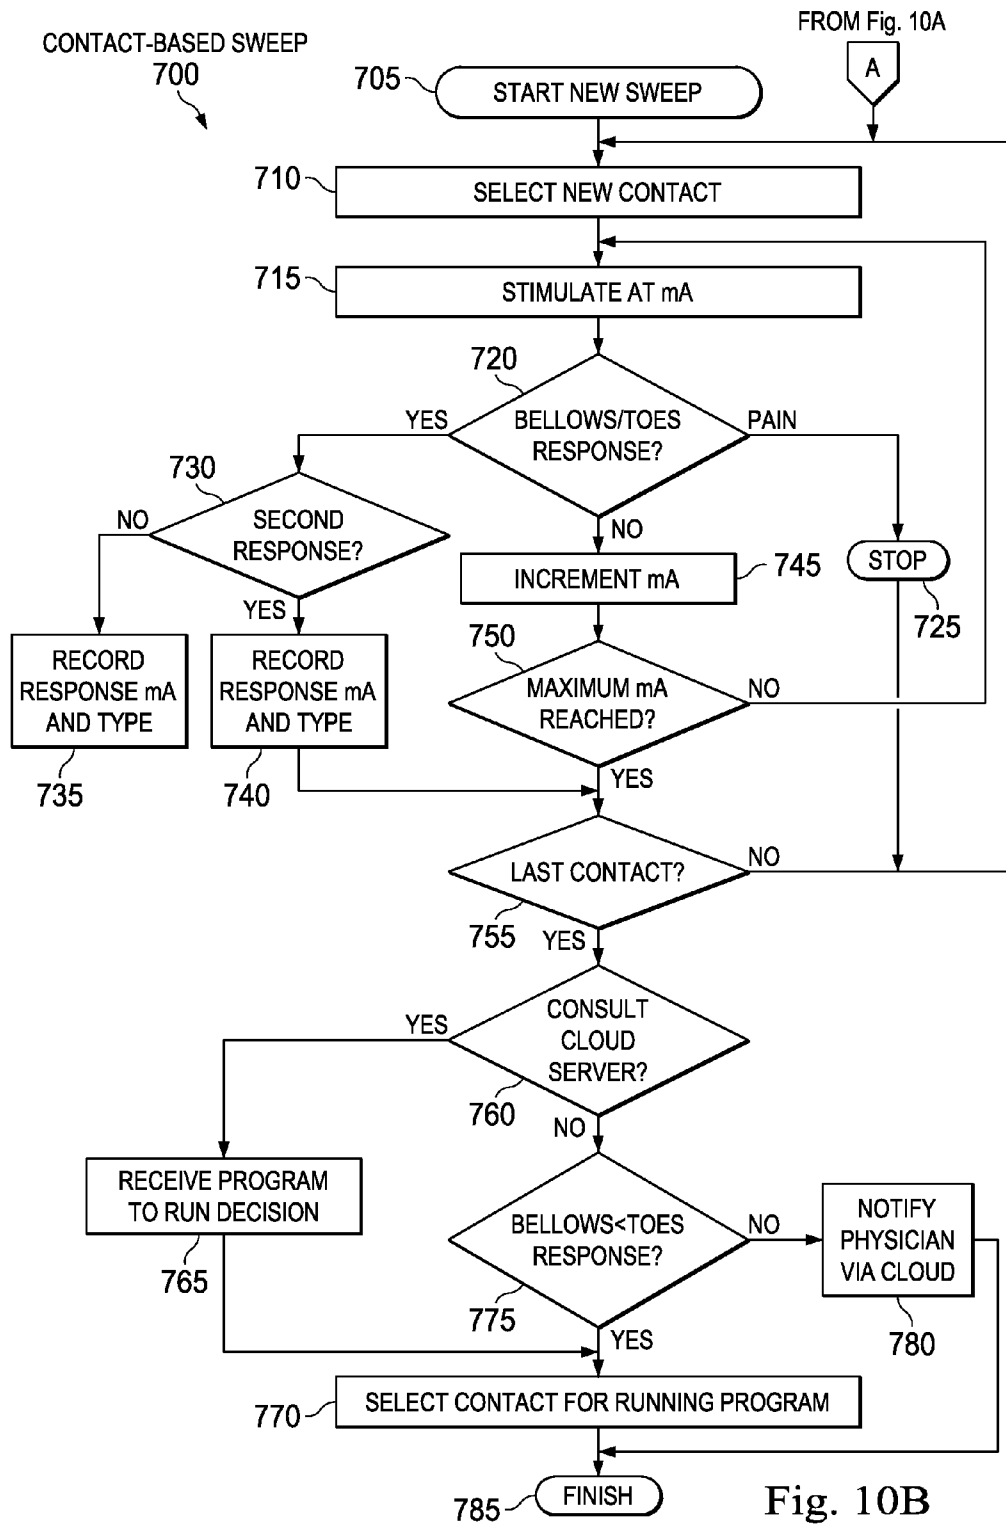 FROM Fig. 10A
CONTACT-BASED SWEEP
700
A
705
START NEW SWEEP
710
SELECT NEW CONTACT
715
STIMULATE AT mA
720
YES
BELLOWS/TOES
RESPONSE?
PAIN
730
NO
SECOND
RESPONSE?
NO
INCREMENT mA
745
STOP
YES
725
RECORD
RESPONSE mA
AND TYPE
RECORD
RESPONSE mA
AND TYPE
750
MAXIMUM mA
REACHED?
NO
735
740
YES
LAST CONTACT?
NO
755
YES
YES
CONSULT
CLOUD
SERVER?
760
NO
RECEIVE PROGRAM
TO RUN DECISION
765
BELLOWS<TOES
RESPONSE?
NO
NOTIFY
PHYSICIAN
VIA CLOUD
775
YES
780
770
SELECT CONTACT FOR RUNNING PROGRAM
785
FINISH
Fig. 10B